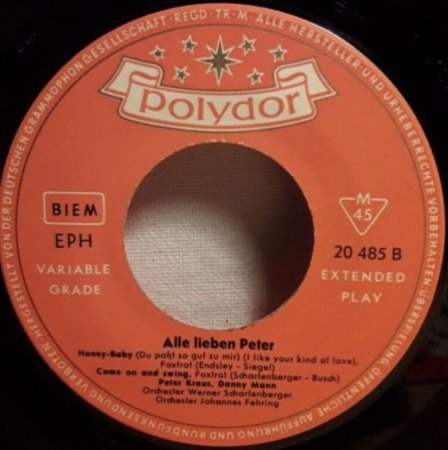 HERGESTELLT VON DER DEUTSCHEN GRAMMOPHON GESELLSCHAFT · REGD·TR·M· ALLE HERSTELLER- UND URHEBERRECHTE VORBEHALTEN · ÜBERSPIELUNG, ÖFFENTLICHE AUFFÜHRUNG UND RUNDFUNKSENDUNG VERBOTEN.
Polydor
BIEM
EPH
VARIABLE
GRADE
M
45
20 485 B
EXTENDED
PLAY
Alle lieben Peter
Honey-Baby (Du paßt so gut zu mir) (I like your kind of love),
Foxtrot (Endsley - Siegel)
Come on and swing, Foxtrot (Scharfenberger - Busch)
Peter Kraus, Danny Mann
Orchester Werner Scharfenberger
Orchester Johannes Fehring